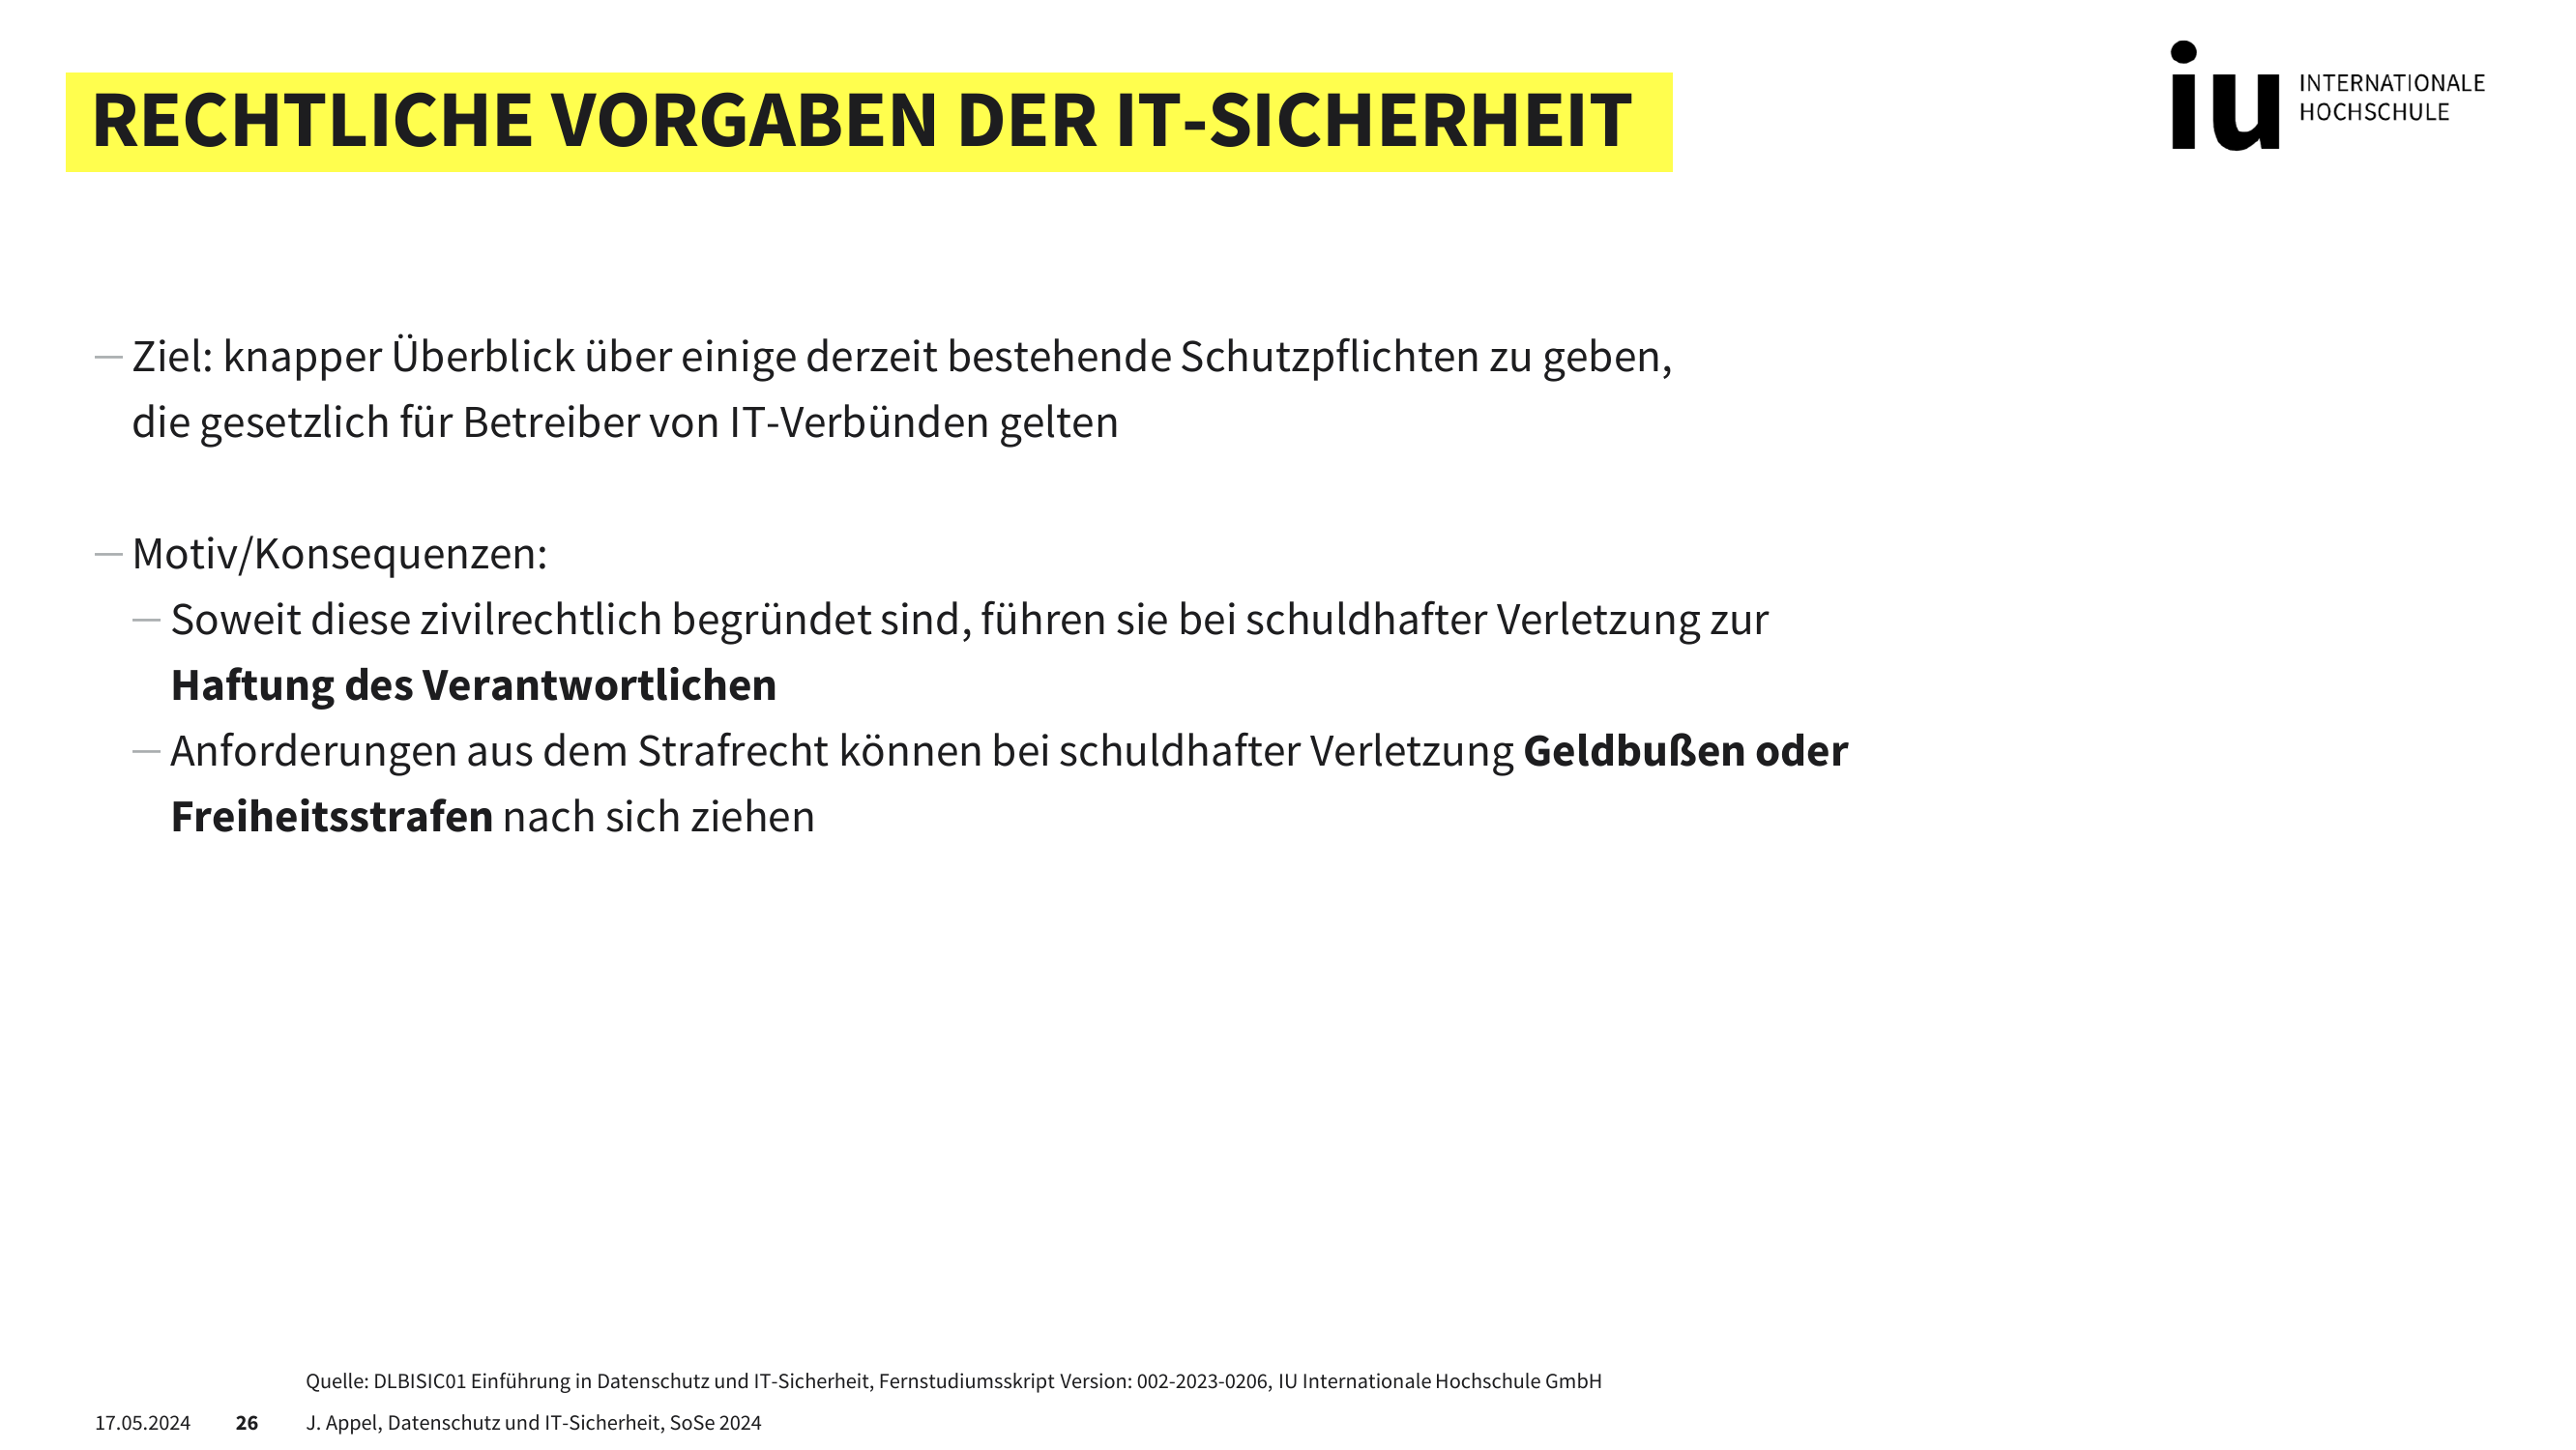 RECHTLICHE VORGABEN DER IT-SICHERHEIT
iu INTERNATIONALE
HOCHSCHULE
— Ziel: knapper Überblick über einige derzeit bestehende Schutzpflichten zu geben,
die gesetzlich für Betreiber von IT-Verbünden gelten
— Motiv/Konsequenzen:
— Soweit diese zivilrechtlich begründet sind, führen sie bei schuldhafter Verletzung zur
Haftung des Verantwortlichen
— Anforderungen aus dem Strafrecht können bei schuldhafter Verletzung Geldbußen oder
Freiheitsstrafen nach sich ziehen
Quelle: DLBISIC01 Einführung in Datenschutz und IT-Sicherheit, Fernstudiumsskript Version: 002-2023-0206, IU Internationale Hochschule GmbH
17.05.2024 26 J. Appel, Datenschutz und IT-Sicherheit, SoSe 2024